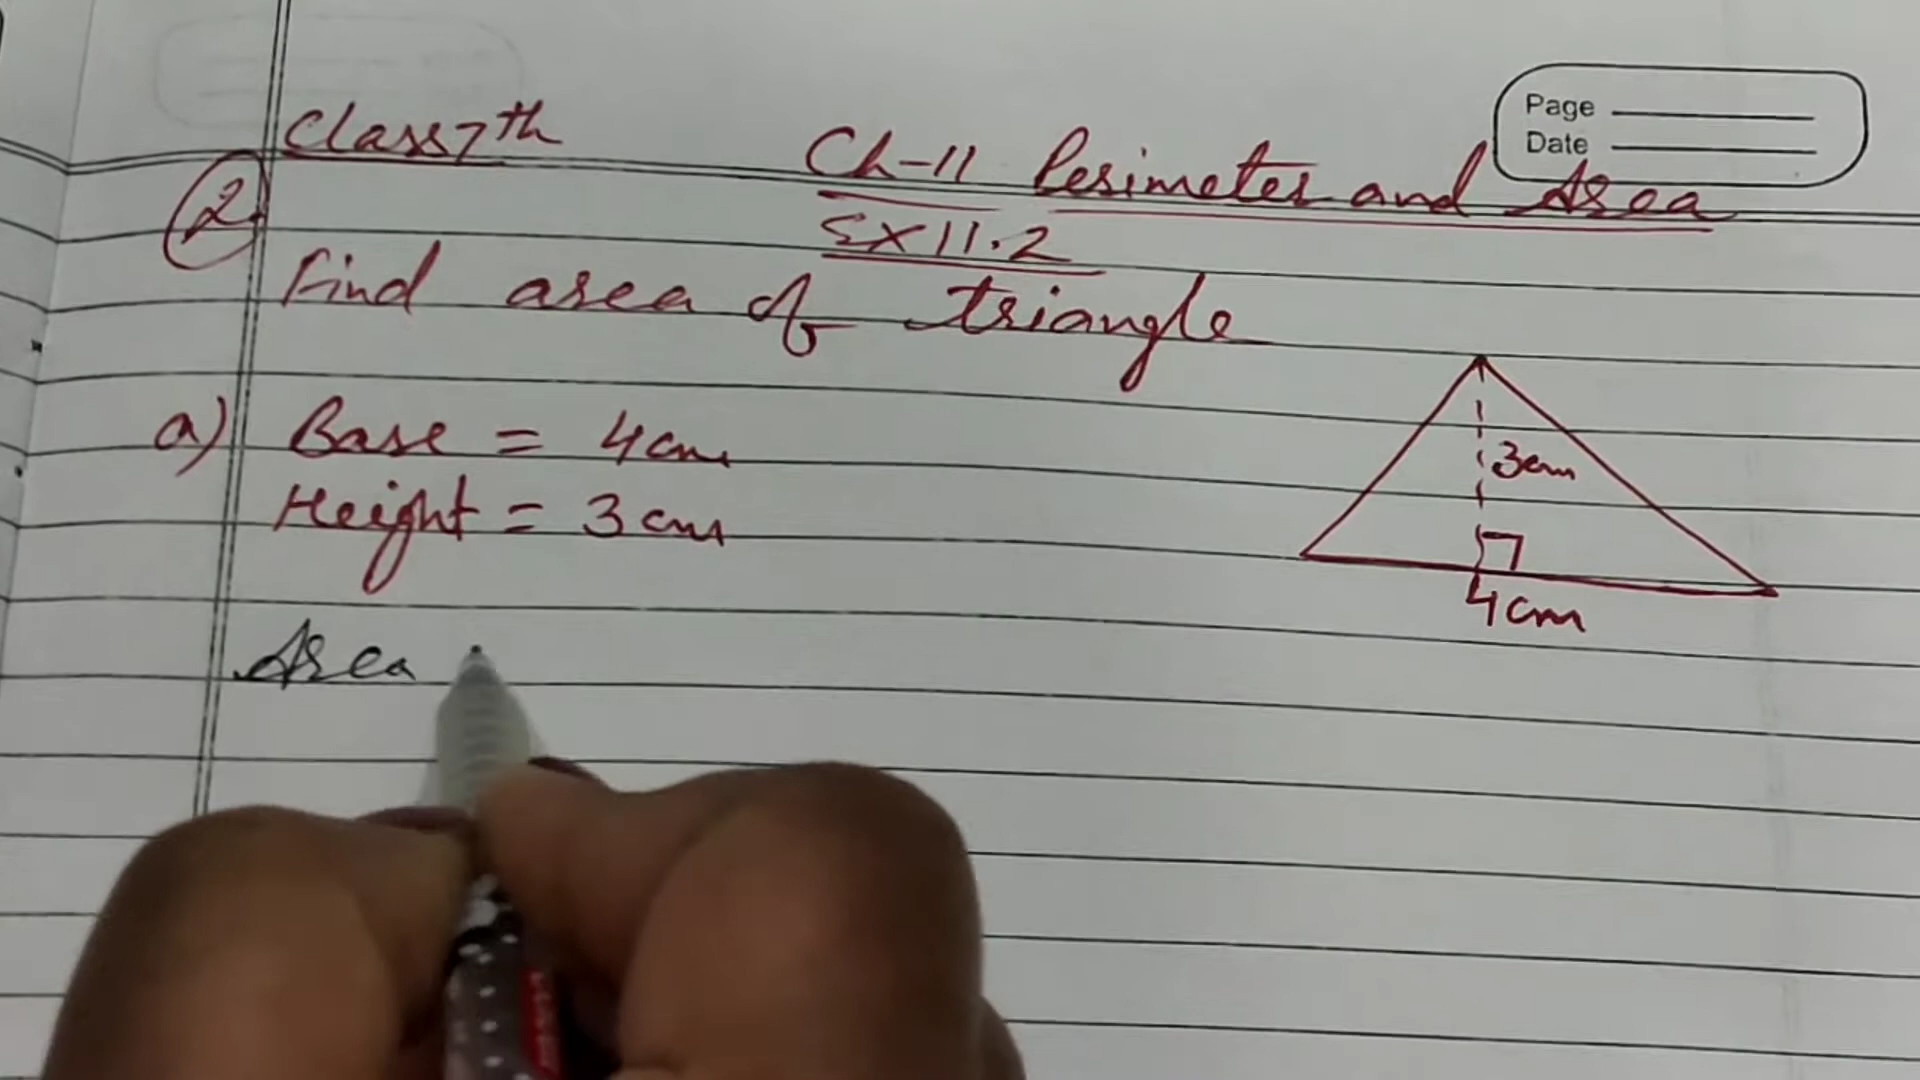 Page
Date
Class 7th
Ch-11 Perimeter and Area
Ex 11.2
2.
Find area of triangle
a) Base = 4cm
Height = 3cm
3cm
4cm
Area